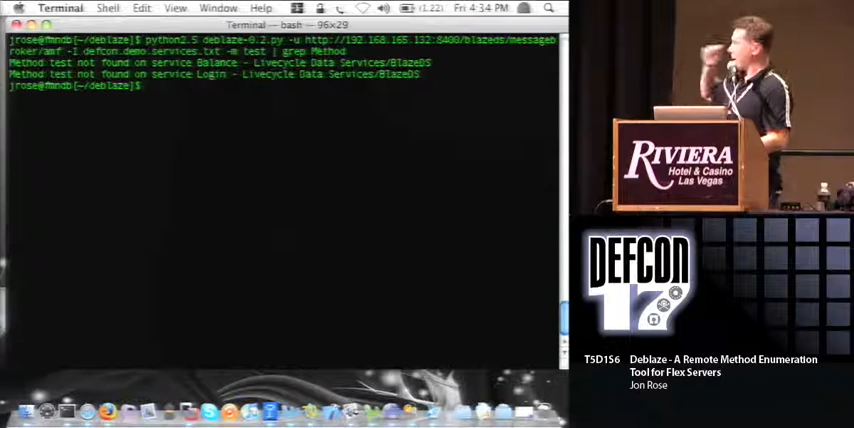 Terminal Shell Edit View Window Help (1:22) Fri 4:34 PM
Terminal — bash — 96×29
jrose@fmndb[~/deblaze]$ python2.5 deblaze-0.2.py -u http://192.168.165.132:8400/blazeds/messageb
roker/amf -I defcon.demo.services.txt -m test | grep Method
Method test not found on service Balance - Livecycle Data Services/BlazeDS
Method test not found on service Login - Livecycle Data Services/BlazeDS
jrose@fmndb[~/deblaze]$
RIVIERA
Hotel & Casino
Las Vegas
DEFCON
17
T5D1S6 Deblaze - A Remote Method Enumeration
Tool for Flex Servers
Jon Rose